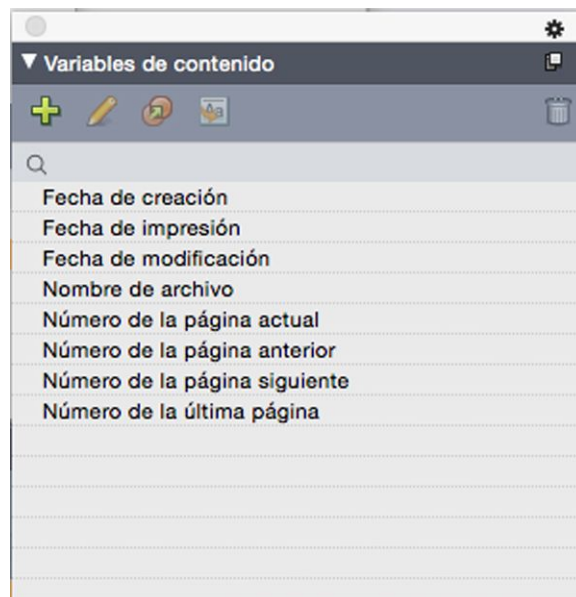 Variables de contenido
Fecha de creación
Fecha de impresión
Fecha de modificación
Nombre de archivo
Número de la página actual
Número de la página anterior
Número de la página siguiente
Número de la última página